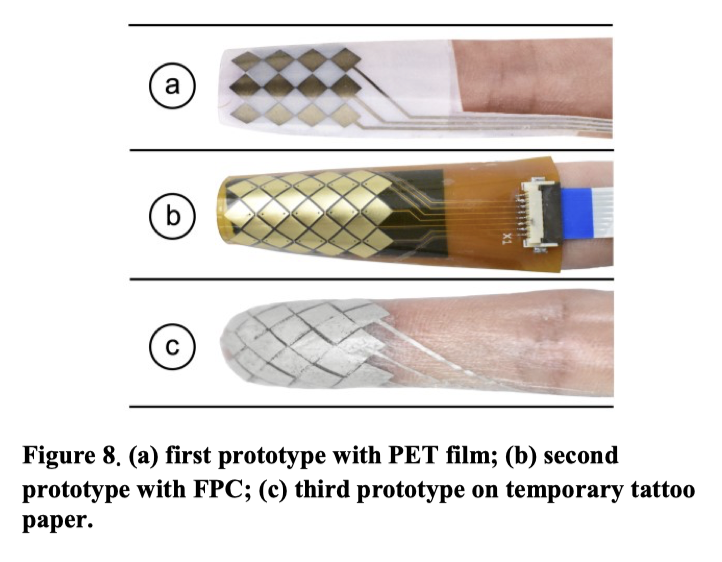 a
b
X1
c
Figure 8. (a) first prototype with PET film; (b) second
prototype with FPC; (c) third prototype on temporary tattoo
paper.